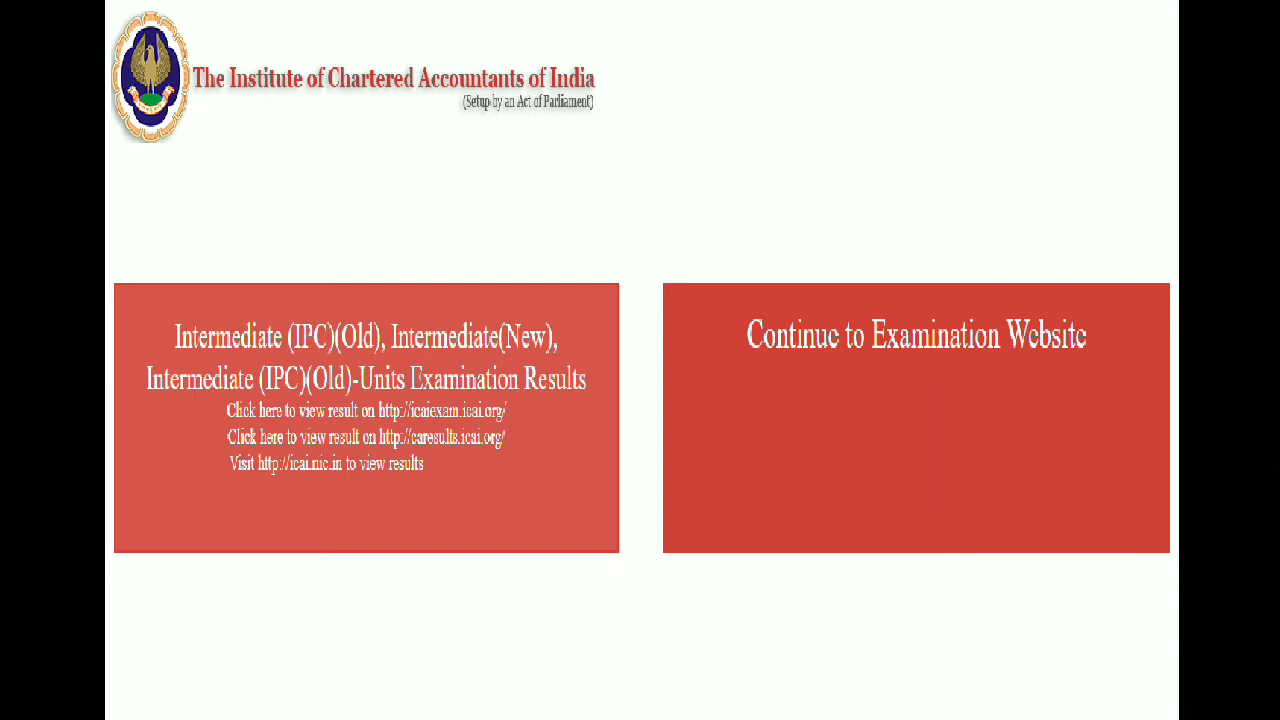 The Institute of Chartered Accountants of India
(Setup by an Act of Parliament)
Intermediate (IPC)(Old), Intermediate(New),
Intermediate (IPC)(Old)-Units Examination Results
Click here to view result on http://icaiexam.icai.org/
Click here to view result on http://caresults.icai.org/
Visit http://icai.nic.in to view results
Continue to Examination Website